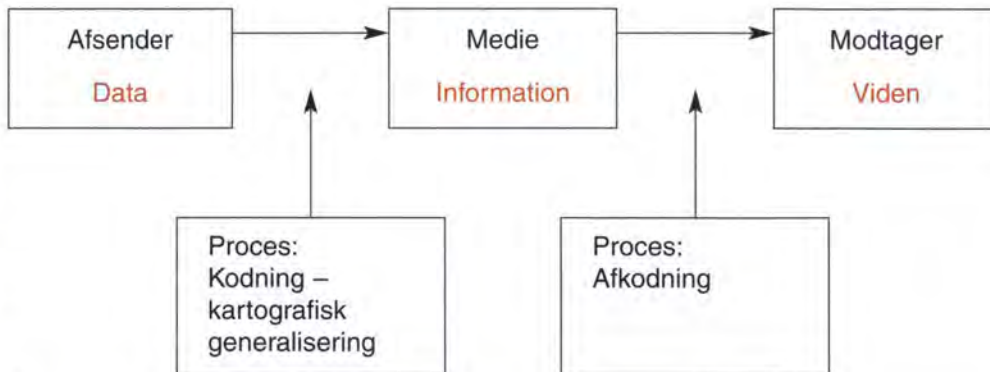 Afsender
Data
Medie
Information
Modtager
Viden
Proces:
Kodning –
kartografisk
generalisering
Proces:
Afkodning